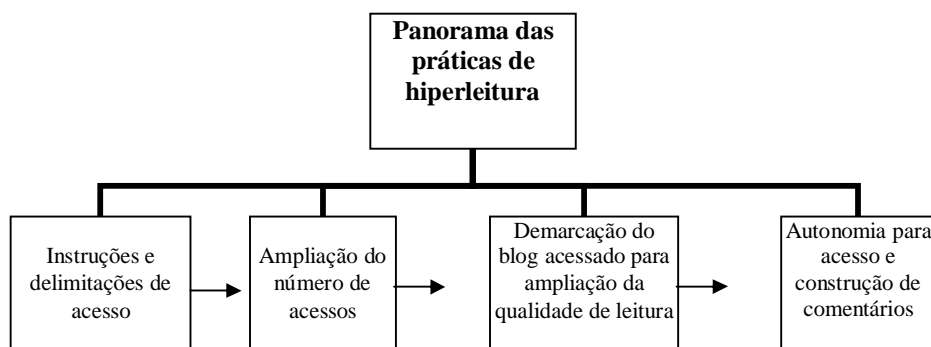 Panorama das
práticas de
hiperleitura
Instruções e
delimitações de
acesso
Ampliação do
número de
acessos
Demarcação do
blog acessado para
ampliação da
qualidade de leitura
Autonomia para
acesso e
construção de
comentários